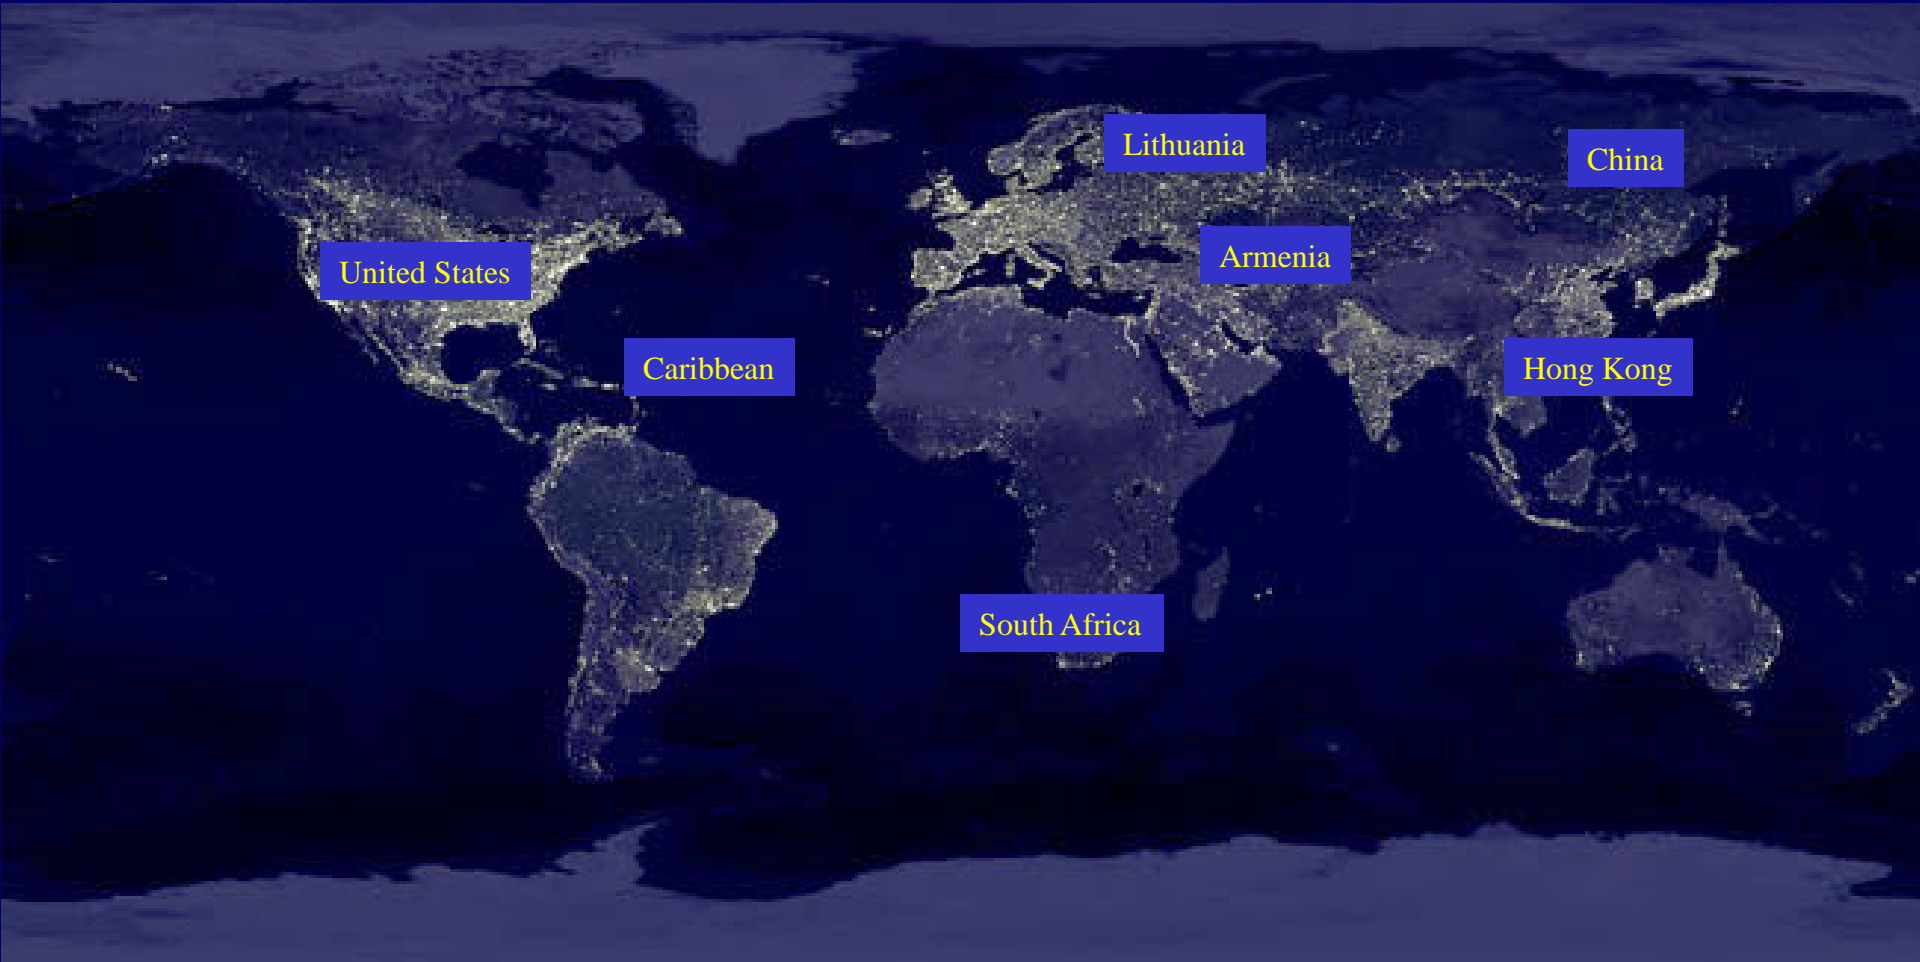 Lithuania
China
Armenia
United States
Caribbean
Hong Kong
South Africa